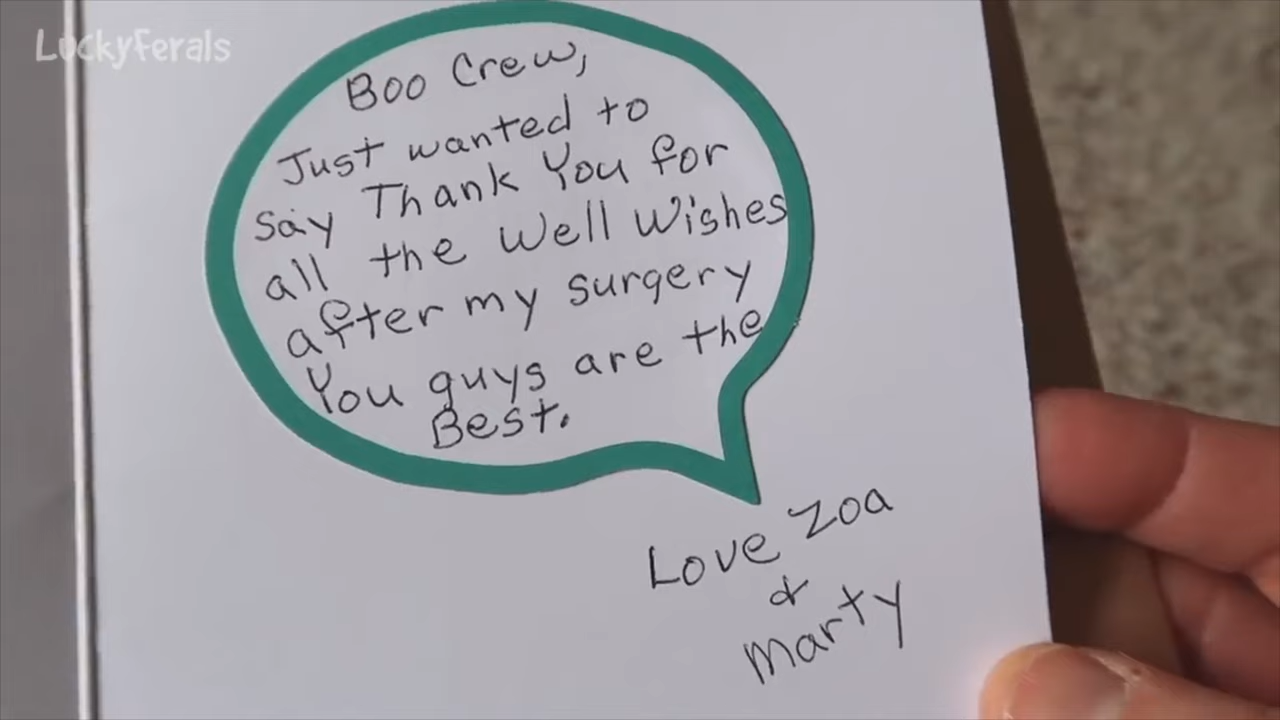 LuckyFerals
Boo Crew,
Just wanted to
say Thank You for
all the Well Wishes
after my surgery
You guys are the
Best.
Love Zoa
&
Marty